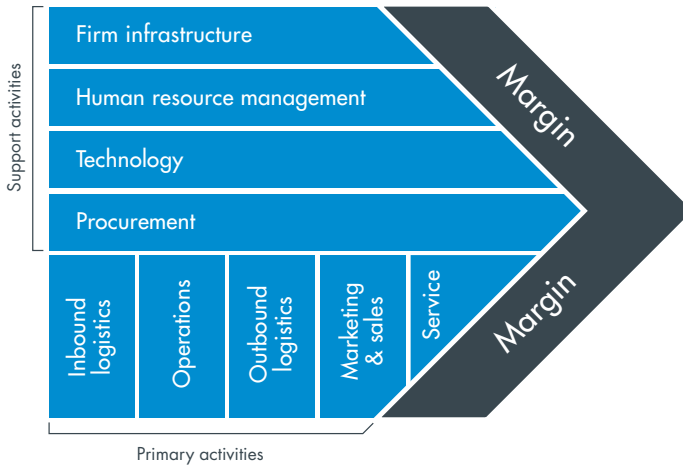 Firm infrastructure
Human resource management
Technology
Procurement
Support activities
Margin
Margin
Inbound
logistics
Operations
Outbound
logistics
Marketing
& sales
Service
Primary activities